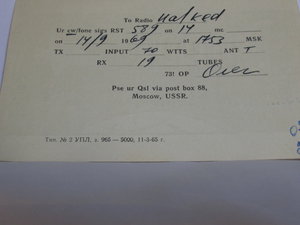 To Radio UA1KED
Ur cw/fone sigs RST 589 on 14 mc
on 14/9 1969 at 1753 MSK
TX INPUT 70 WTTS ANT T
RX 19 TUBES
73! OP
Pse ur Qsl via post box 88,
Moscow, USSR.
Тип. № 2 УПЛ, з. 965 — 5000, 11-3-65 г.